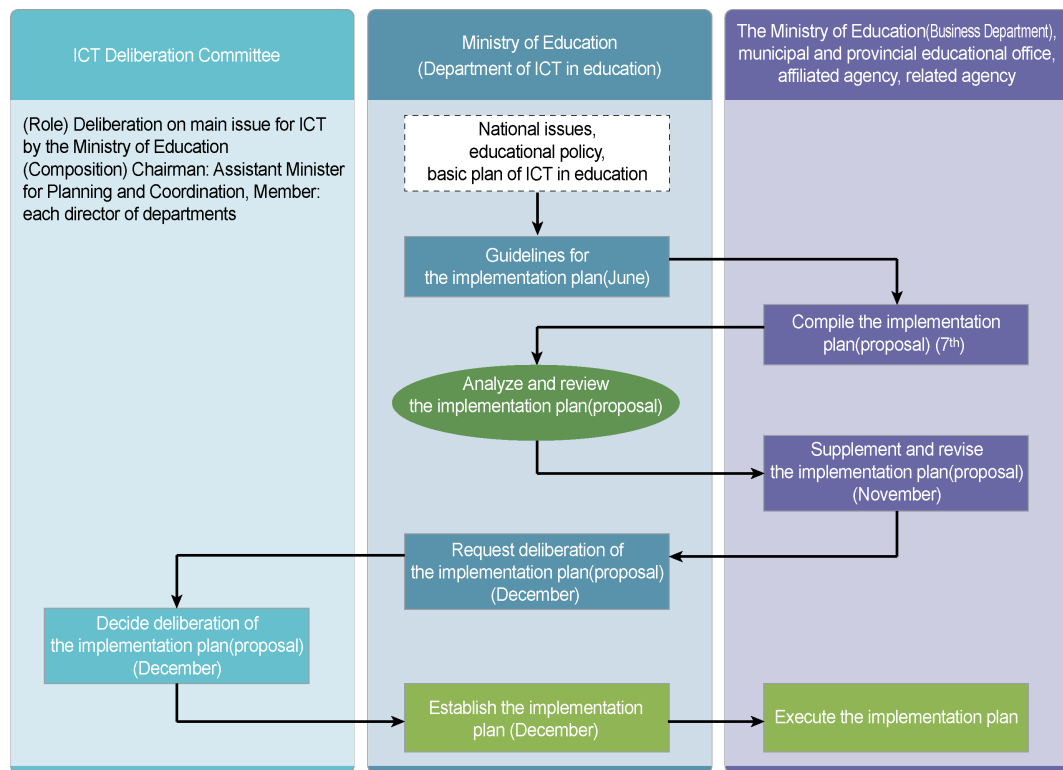 ICT Deliberation Committee
Ministry of Education
(Department of ICT in education)
The Ministry of Education(Business Department),
municipal and provincial educational office,
affiliated agency, related agency
(Role) Deliberation on main issue for ICT
by the Ministry of Education
(Composition) Chairman: Assistant Minister
for Planning and Coordination, Member:
each director of departments
National issues,
educational policy,
basic plan of ICT in education
Guidelines for
the implementation plan(June)
Compile the implementation
plan(proposal) (7th)
Analyze and review
the implementation plan(proposal)
Supplement and revise
the implementation plan(proposal)
(November)
Request deliberation of
the implementation plan(proposal)
(December)
Decide deliberation of
the implementation plan(proposal)
(December)
Establish the implementation
plan (December)
Execute the implementation plan